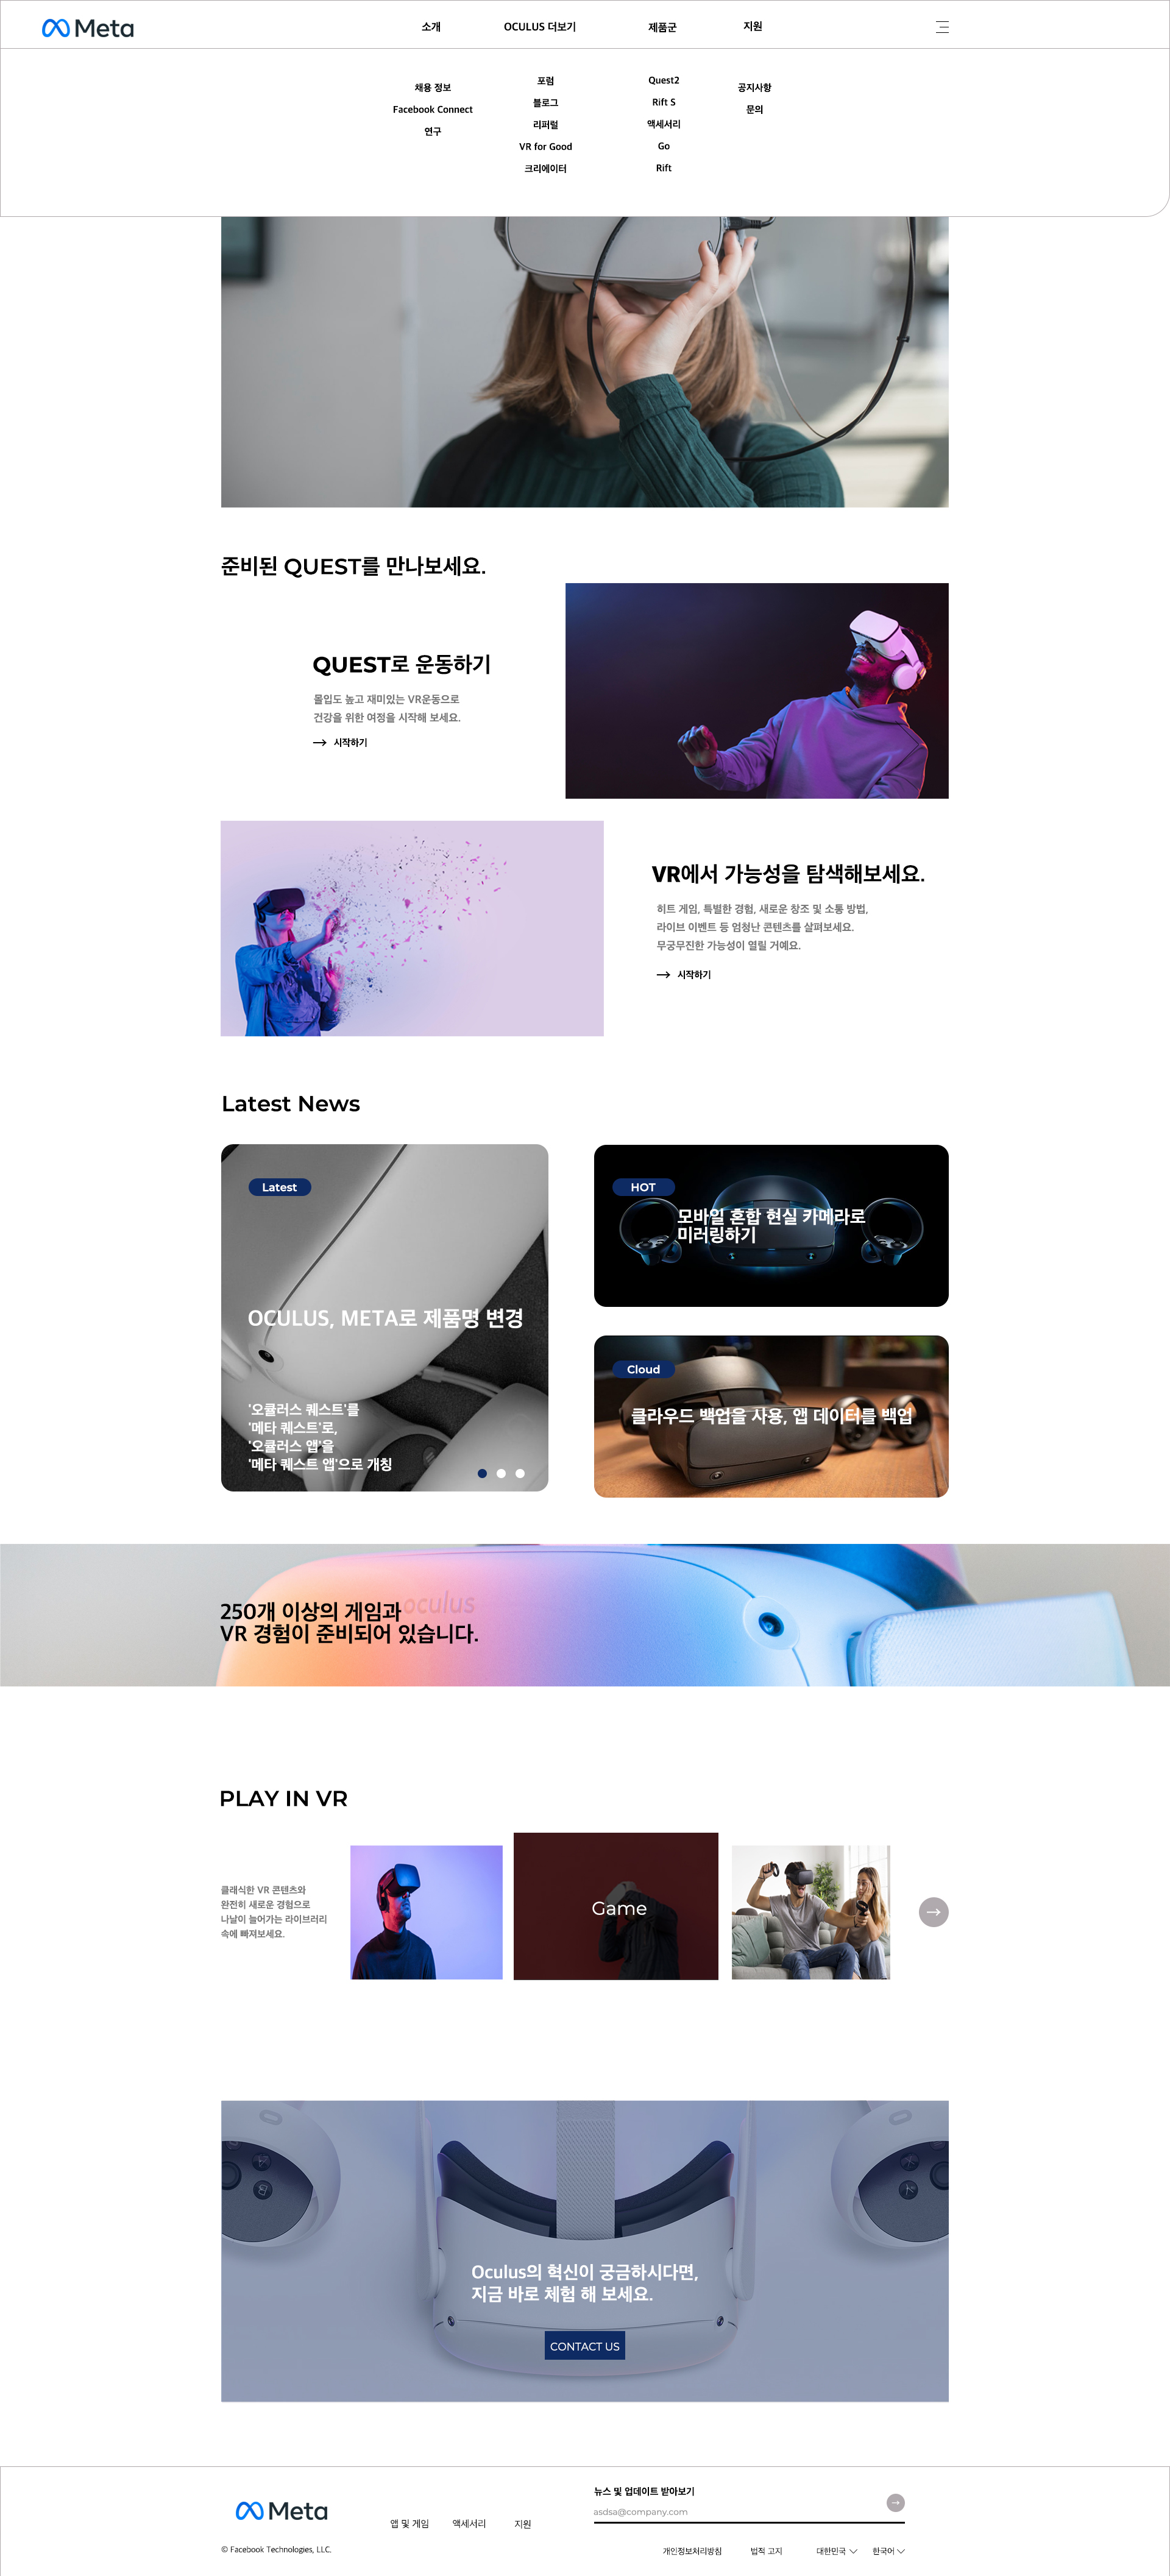 Meta
소개
OCULUS 더보기
제품군
지원
채용 정보
Facebook Connect
연구
포럼
블로그
리퍼럴
VR for Good
크리에이터
Quest2
Rift S
액세서리
Go
Rift
공지사항
문의
준비된 QUEST를 만나보세요.
QUEST로 운동하기
몰입도 높고 재미있는 VR운동으로
건강을 위한 여정을 시작해 보세요.
시작하기
VR에서 가능성을 탐색해보세요.
히트 게임, 특별한 경험, 새로운 창조 및 소통 방법,
라이브 이벤트 등 엄청난 콘텐츠를 살펴보세요.
무궁무진한 가능성이 열릴 거예요.
시작하기
Latest News
Latest
OCULUS, META로 제품명 변경
'오큘러스 퀘스트'를
'메타 퀘스트'로,
'오큘러스 앱'을
'메타 퀘스트 앱'으로 개칭
HOT
모바일 혼합 현실 카메라로
미러링하기
Cloud
클라우드 백업을 사용, 앱 데이터를 백업
oculus
250개 이상의 게임과
VR 경험이 준비되어 있습니다.
PLAY IN VR
클래식한 VR 콘텐츠와
완전히 새로운 경험으로
나날이 늘어가는 라이브러리
속에 빠져보세요.
Game
Oculus의 혁신이 궁금하시다면,
지금 바로 체험 해 보세요.
CONTACT US
Meta
© Facebook Technologies, LLC.
앱 및 게임
액세서리
지원
뉴스 및 업데이트 받아보기
asdsa@company.com
개인정보처리방침
법적 고지
대한민국
한국어